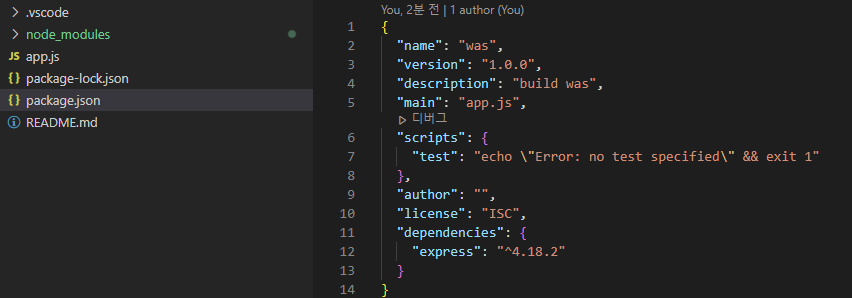 .vscode
node_modules
app.js
package-lock.json
package.json
README.md
You, 2분 전 | 1 author (You)
1 {
2 "name": "was",
3 "version": "1.0.0",
4 "description": "build was",
5 "main": "app.js",
디버그
6 "scripts": {
7 "test": "echo \"Error: no test specified\" && exit 1"
8 },
9 "author": "",
10 "license": "ISC",
11 "dependencies": {
12 "express": "^4.18.2"
13 }
14 }